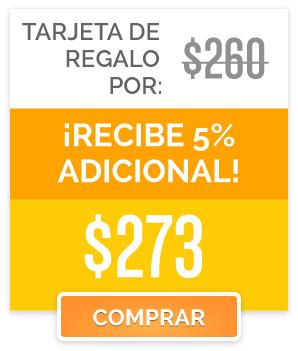 TARJETA DE
REGALO
POR:
$260
¡RECIBE 5%
ADICIONAL!
$273
COMPRAR